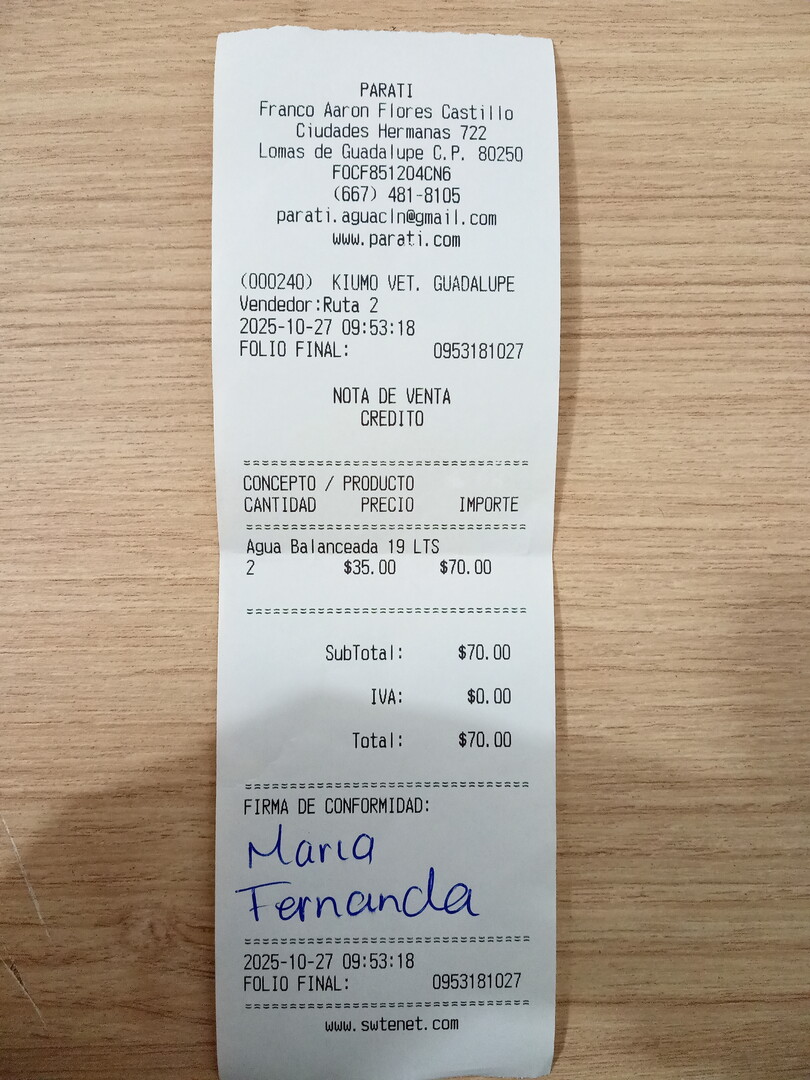 PARATI
Franco Aaron Flores Castillo
Ciudades Hermanas 722
Lomas de Guadalupe C.P. 80250
FOCF851204CN6
(667) 481-8105
parati.aguacln@gmail.com
www.parati.com
(000240) KIUMO VET. GUADALUPE
Vendedor:Ruta 2
2025-10-27 09:53:18
FOLIO FINAL: 0953181027
NOTA DE VENTA
CREDITO
================================
CONCEPTO / PRODUCTO
CANTIDAD PRECIO IMPORTE
================================
Agua Balanceada 19 LTS
2 $35.00 $70.00
================================
SubTotal: $70.00
IVA: $0.00
Total: $70.00
================================
FIRMA DE CONFORMIDAD:
Maria
Fernanda
================================
2025-10-27 09:53:18
FOLIO FINAL: 0953181027
================================
www.swtenet.com